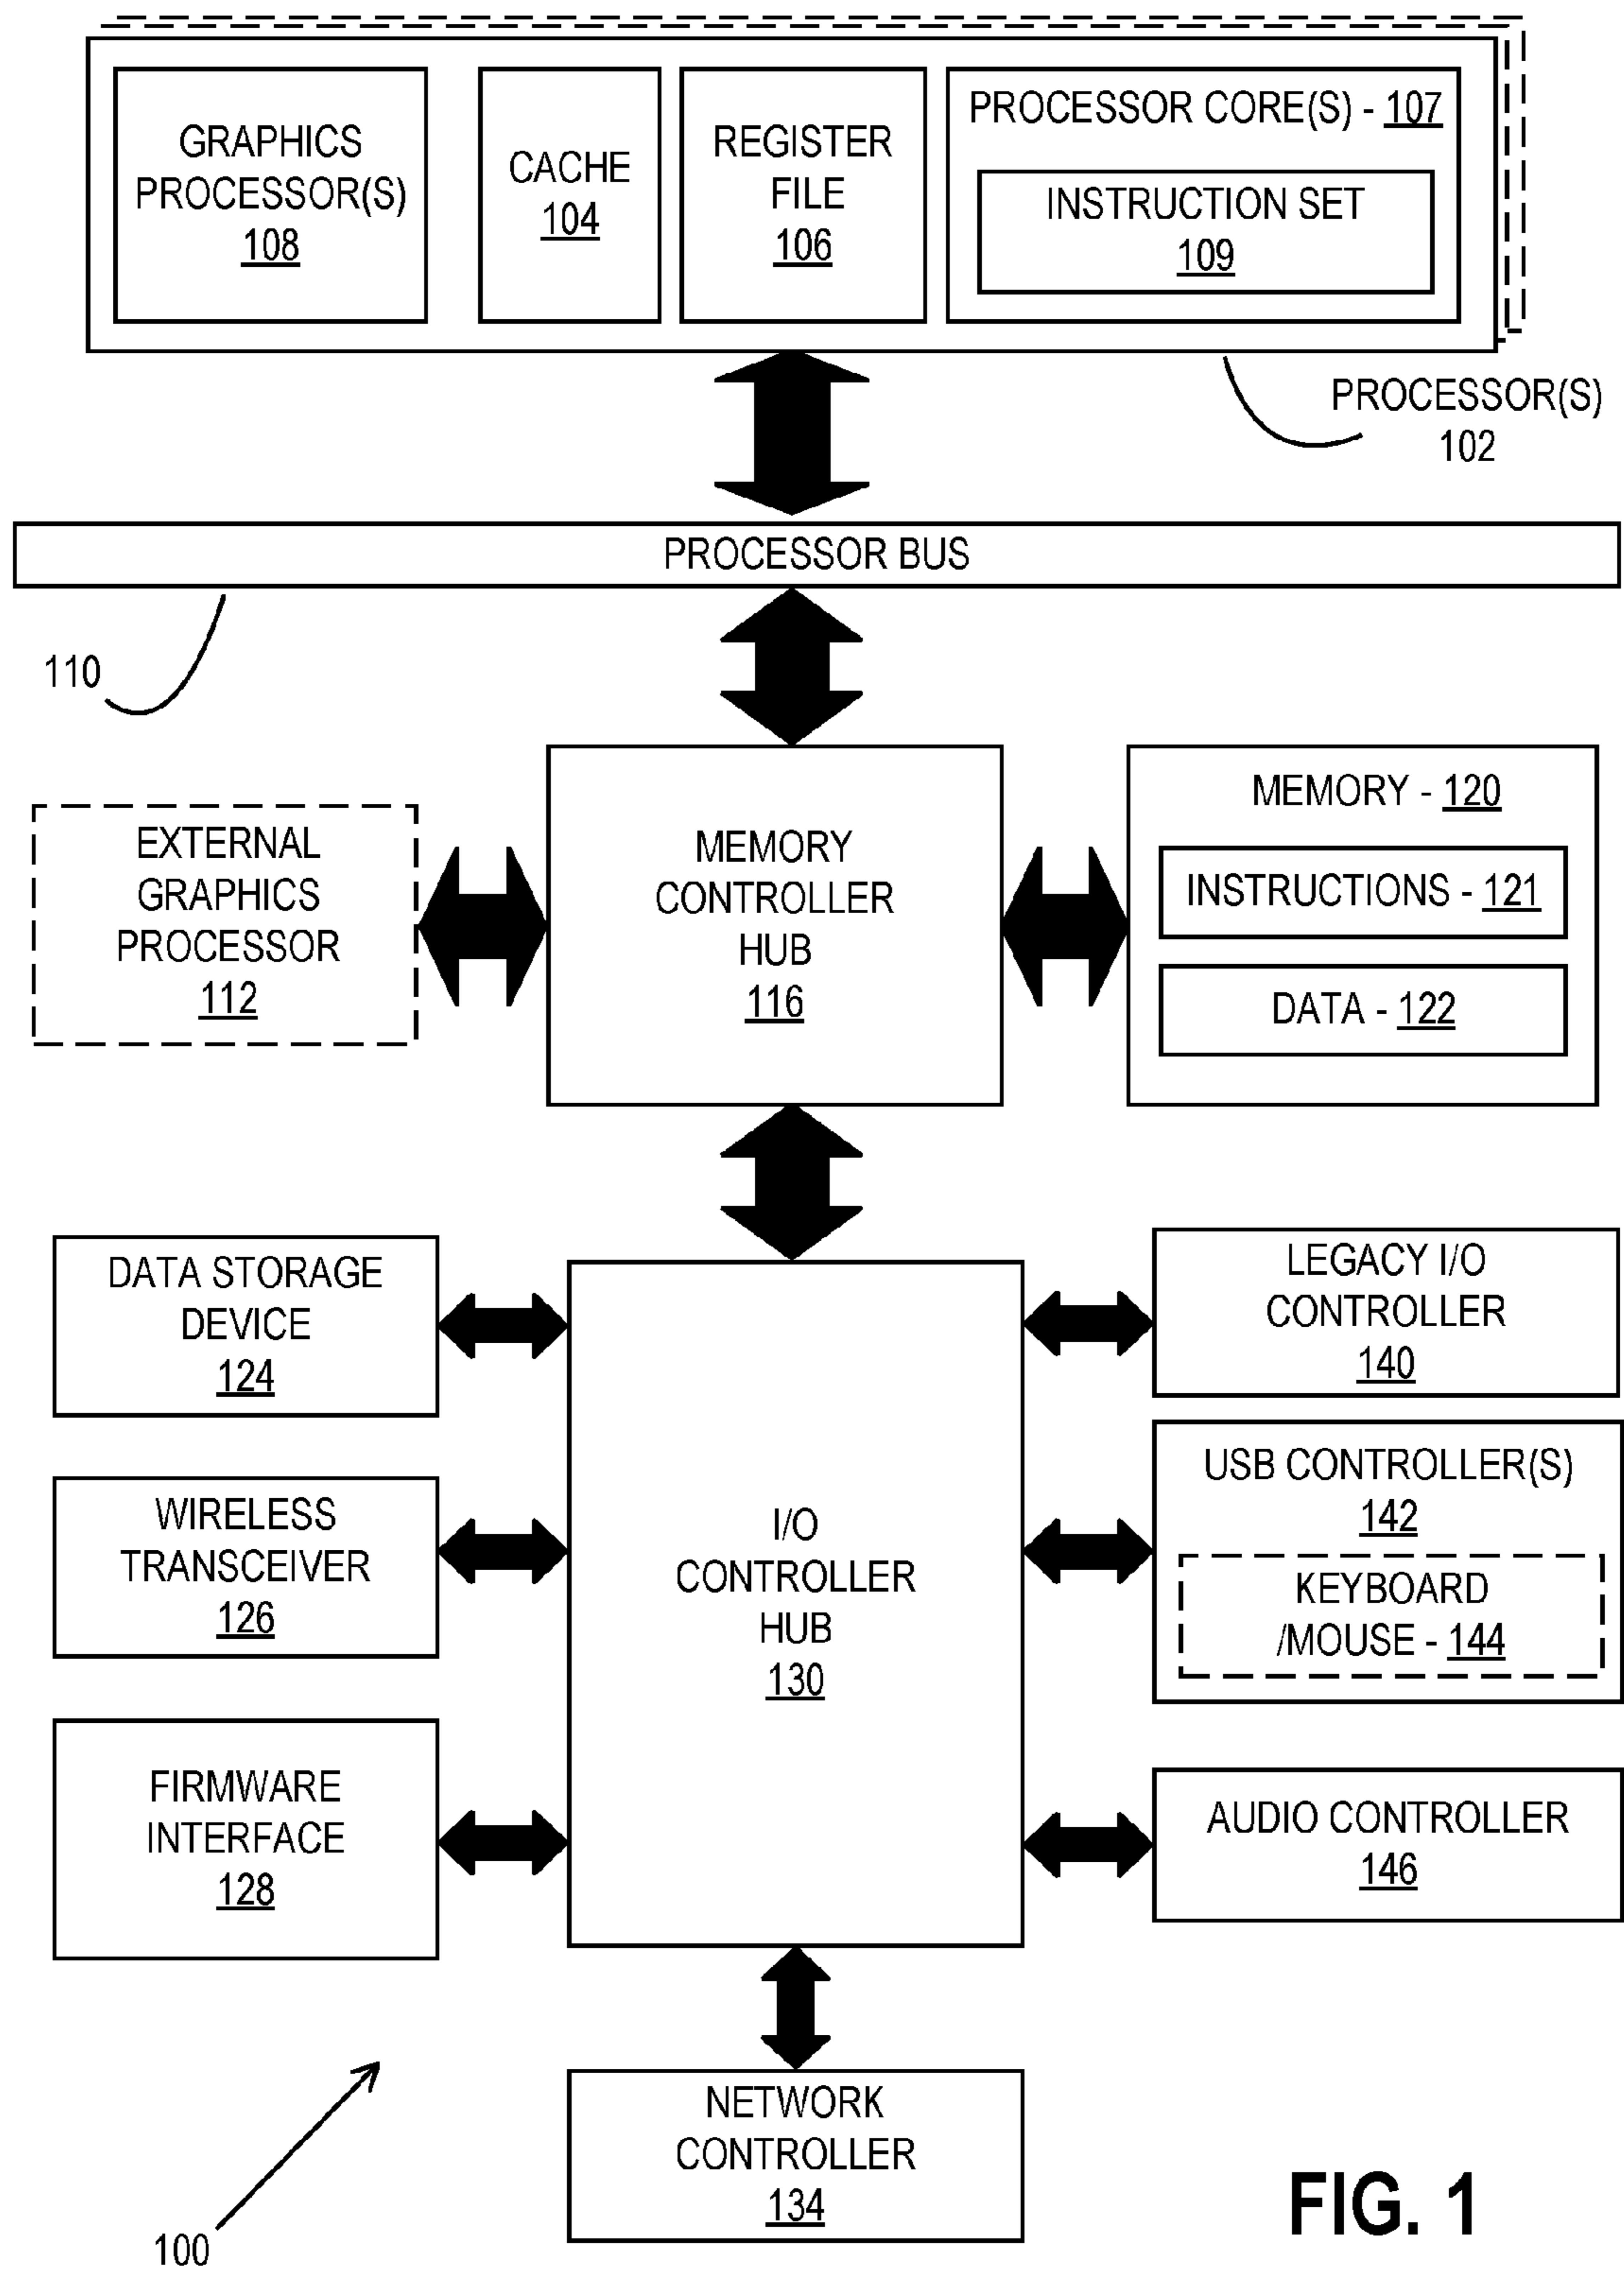 GRAPHICS
PROCESSOR(S)
108
CACHE
104
REGISTER
FILE
106
PROCESSOR CORE(S) - 107
INSTRUCTION SET
109
PROCESSOR(S)
102
PROCESSOR BUS
110
EXTERNAL
GRAPHICS
PROCESSOR
112
MEMORY
CONTROLLER
HUB
116
MEMORY - 120
INSTRUCTIONS - 121
DATA - 122
DATA STORAGE
DEVICE
124
WIRELESS
TRANSCEIVER
126
FIRMWARE
INTERFACE
128
I/O
CONTROLLER
HUB
130
LEGACY I/O
CONTROLLER
140
USB CONTROLLER(S)
142
KEYBOARD
/MOUSE - 144
AUDIO CONTROLLER
146
NETWORK
CONTROLLER
134
100
FIG. 1